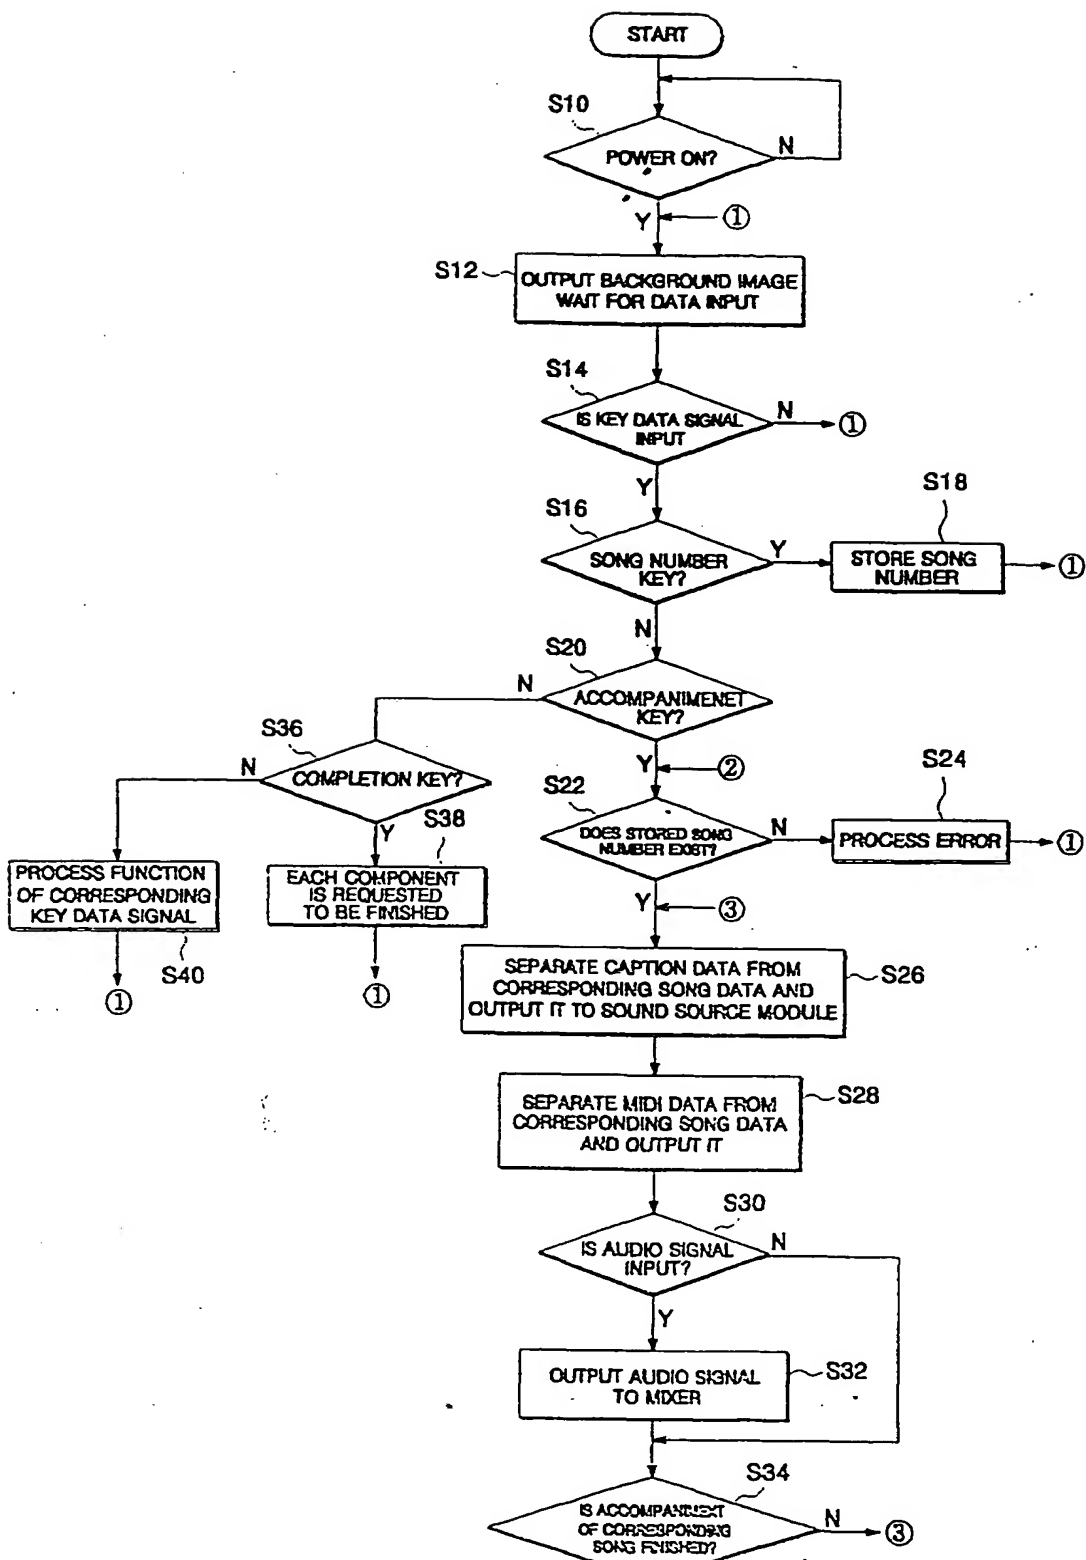 START
S10
POWER ON?
N
Y
①
S12
OUTPUT BACKGROUND IMAGE
WAIT FOR DATA INPUT
S14
IS KEY DATA SIGNAL
INPUT
N
①
Y
S16
SONG NUMBER
KEY?
Y
S18
STORE SONG
NUMBER
①
N
S20
ACCOMPANIMENET
KEY?
N
S36
COMPLETION KEY?
N
Y
S38
EACH COMPONENT
IS REQUESTED
TO BE FINISHED
①
PROCESS FUNCTION
OF CORRESPONDING
KEY DATA SIGNAL
S40
①
Y
②
S22
DOES STORED SONG
NUMBER EXIST?
N
S24
PROCESS ERROR
①
Y
③
SEPARATE CAPTION DATA FROM
CORRESPONDING SONG DATA AND
OUTPUT IT TO SOUND SOURCE MODULE
S26
SEPARATE MIDI DATA FROM
CORRESPONDING SONG DATA
AND OUTPUT IT
S28
S30
IS AUDIO SIGNAL
INPUT?
N
Y
OUTPUT AUDIO SIGNAL
TO MIXER
S32
S34
IS ACCOMPANIMEXT
OF CORRESPONDING
SONG FINISHED?
N
③